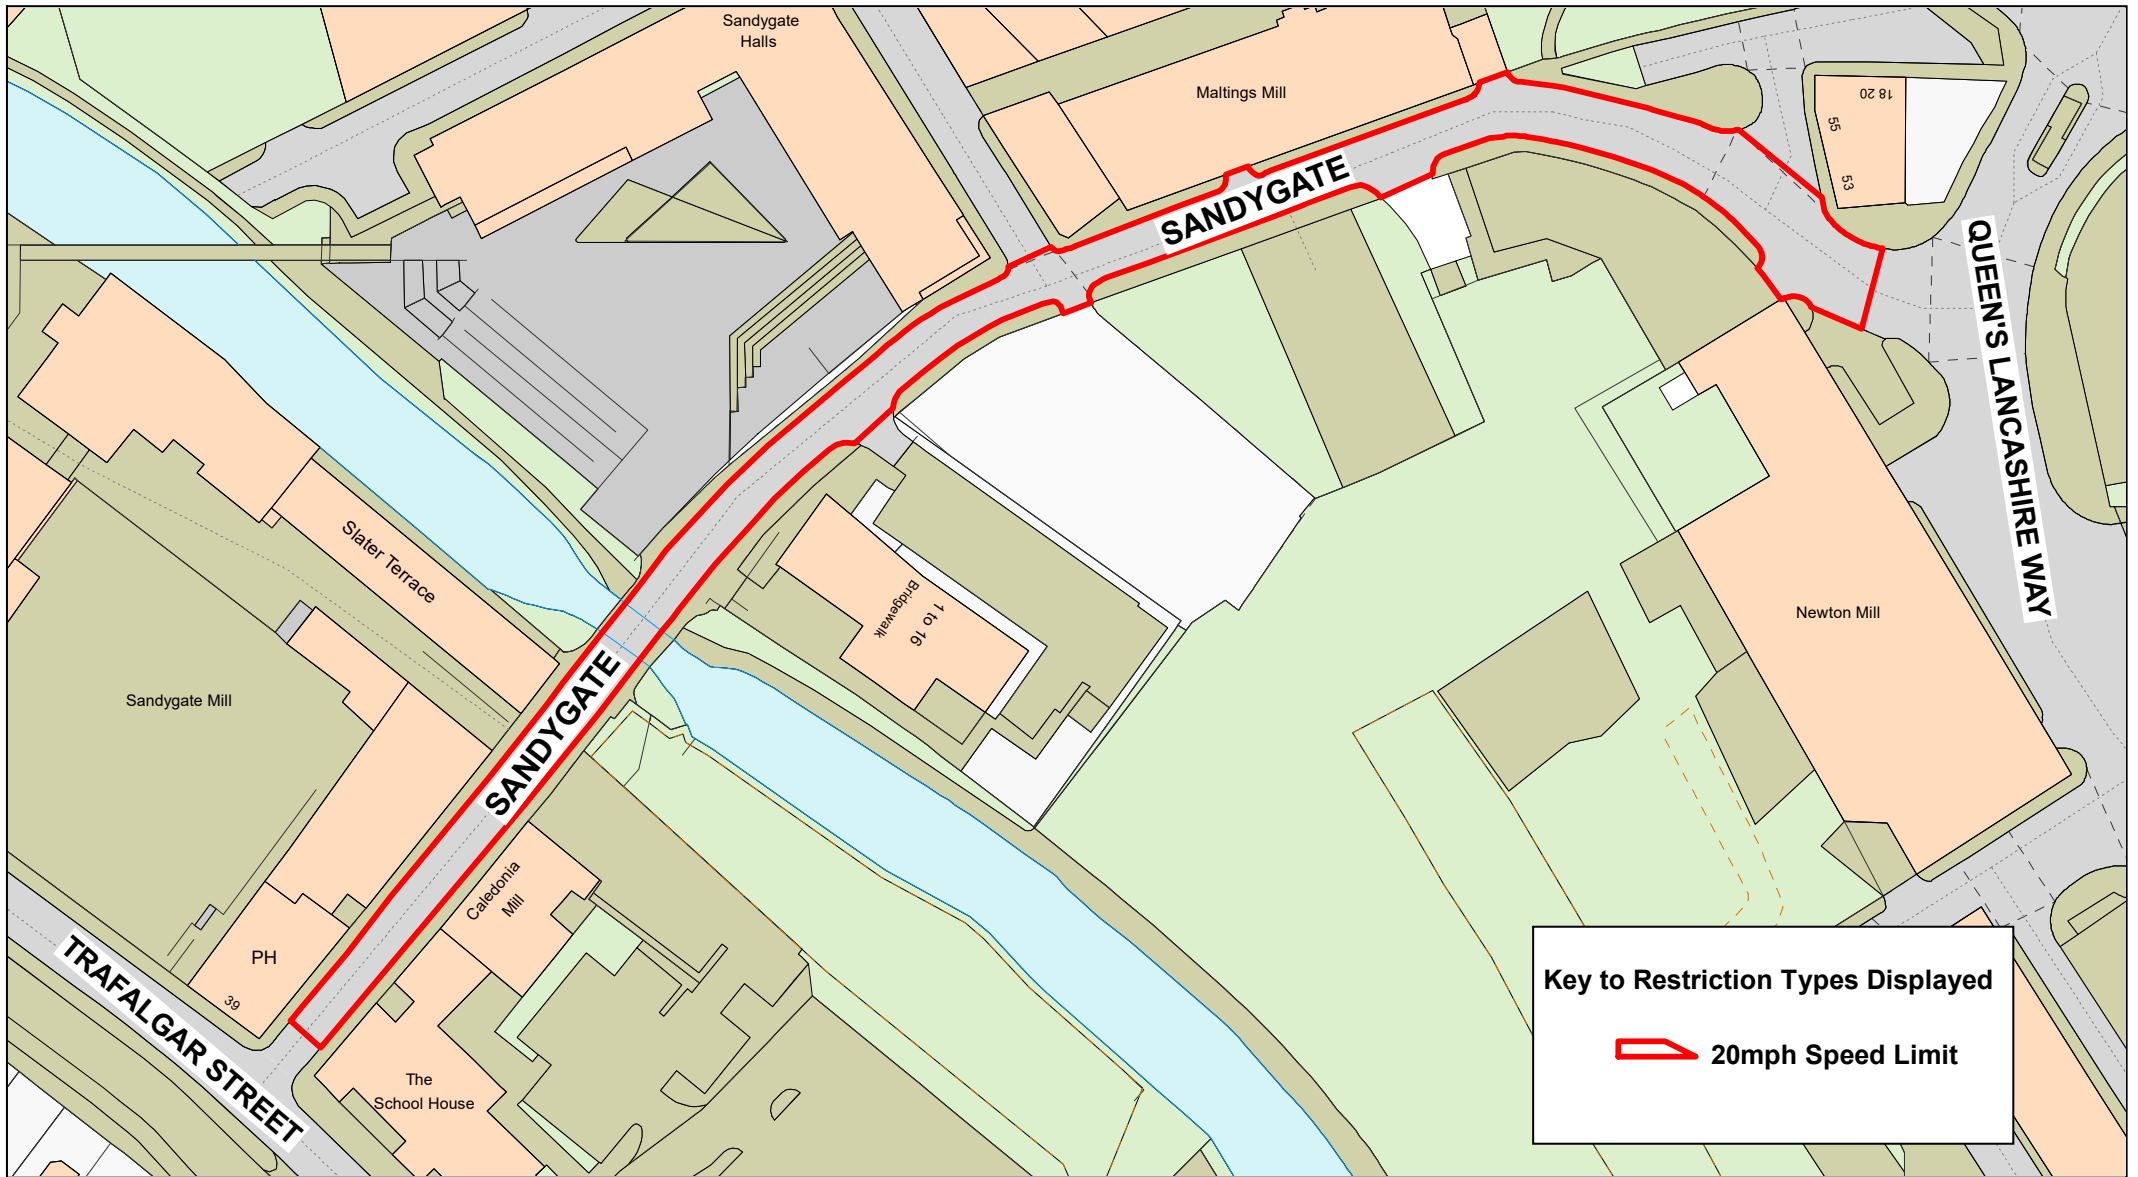 Sandygate
Halls
Maltings Mill
18 20
55
53
SANDYGATE
QUEEN'S LANCASHIRE WAY
Slater Terrace
1 to 16
Bridgewalk
Newton Mill
Sandygate Mill
SANDYGATE
Caledonia
Mill
PH
39
TRAFALGAR STREET
The
School House
Key to Restriction Types Displayed
20mph Speed Limit